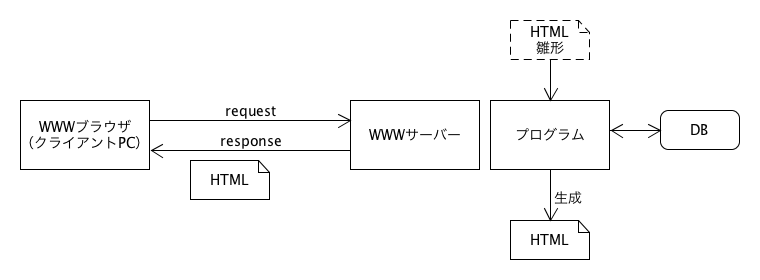 HTML
雛形
WWWブラウザ
(クライアントPC)
request
response
HTML
WWWサーバー
プログラム
DB
生成
HTML